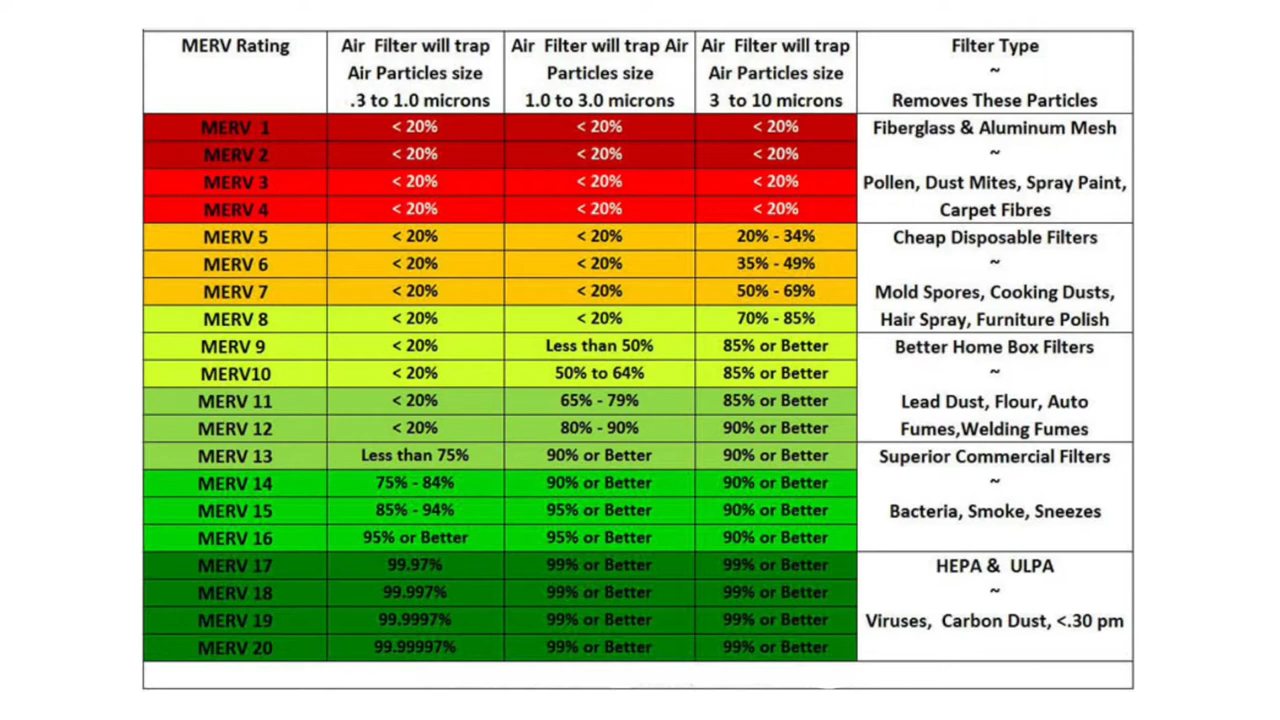 MERV Rating
Air Filter will trap
Air Particles size
.3 to 1.0 microns
Air Filter will trap Air
Particles size
1.0 to 3.0 microns
Air Filter will trap
Air Particles size
3 to 10 microns
Filter Type
~
Removes These Particles
MERV 1 < 20% < 20% < 20%
MERV 2 < 20% < 20% < 20%
MERV 3 < 20% < 20% < 20%
MERV 4 < 20% < 20% < 20%
Fiberglass & Aluminum Mesh
~
Pollen, Dust Mites, Spray Paint,
Carpet Fibres
MERV 5 < 20% < 20% 20% - 34%
MERV 6 < 20% < 20% 35% - 49%
MERV 7 < 20% < 20% 50% - 69%
MERV 8 < 20% < 20% 70% - 85%
Cheap Disposable Filters
~
Mold Spores, Cooking Dusts,
Hair Spray, Furniture Polish
MERV 9 < 20% Less than 50% 85% or Better
MERV10 < 20% 50% to 64% 85% or Better
MERV 11 < 20% 65% - 79% 85% or Better
MERV 12 < 20% 80% - 90% 90% or Better
Better Home Box Filters
~
Lead Dust, Flour, Auto
Fumes,Welding Fumes
MERV 13 Less than 75% 90% or Better 90% or Better
MERV 14 75% - 84% 90% or Better 90% or Better
MERV 15 85% - 94% 95% or Better 90% or Better
MERV 16 95% or Better 95% or Better 90% or Better
Superior Commercial Filters
~
Bacteria, Smoke, Sneezes
MERV 17 99.97% 99% or Better 99% or Better
MERV 18 99.997% 99% or Better 99% or Better
MERV 19 99.9997% 99% or Better 99% or Better
MERV 20 99.99997% 99% or Better 99% or Better
HEPA & ULPA
~
Viruses, Carbon Dust, <.30 pm